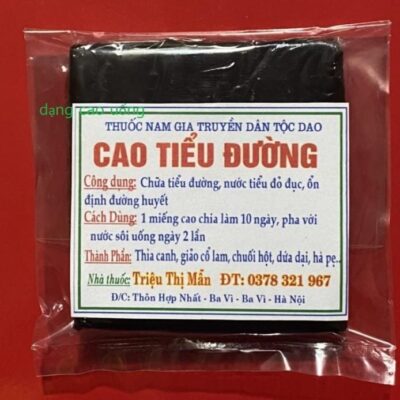 dạng cao uống
THUỐC NAM GIA TRUYỀN DÂN TỘC DAO
CAO TIỂU ĐƯỜNG
Công dụng: Chữa tiểu đường, nước tiểu đỏ đục, ổn
định đường huyết
Cách Dùng: 1 miếng cao chia làm 10 ngày, pha với
nước sôi uống ngày 2 lần
Thành Phần: Thìa canh, giảo cổ lam, chuối hột, dứa dại, hà pẹ..
Nhà thuốc: Triệu Thị Mẫn ĐT: 0378 321 967
Đ/C: Thôn Hợp Nhất - Ba Vì - Ba Vì - Hà Nội